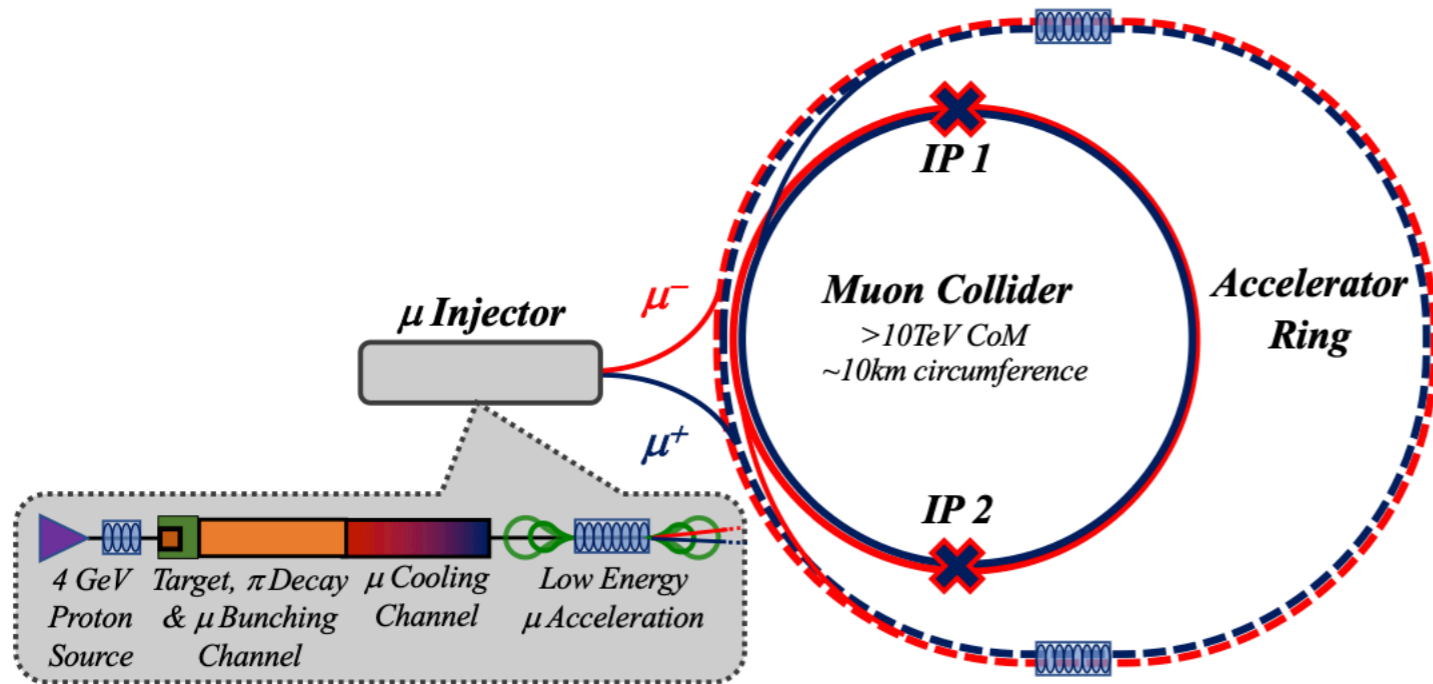 IP 1
Muon Collider
>10TeV CoM
~10km circumference
Accelerator
Ring
μ Injector
μ⁻
μ⁺
IP 2
4 GeV
Proton
Source
Target, π Decay
& μ Bunching
Channel
μ Cooling
Channel
Low Energy
μ Acceleration